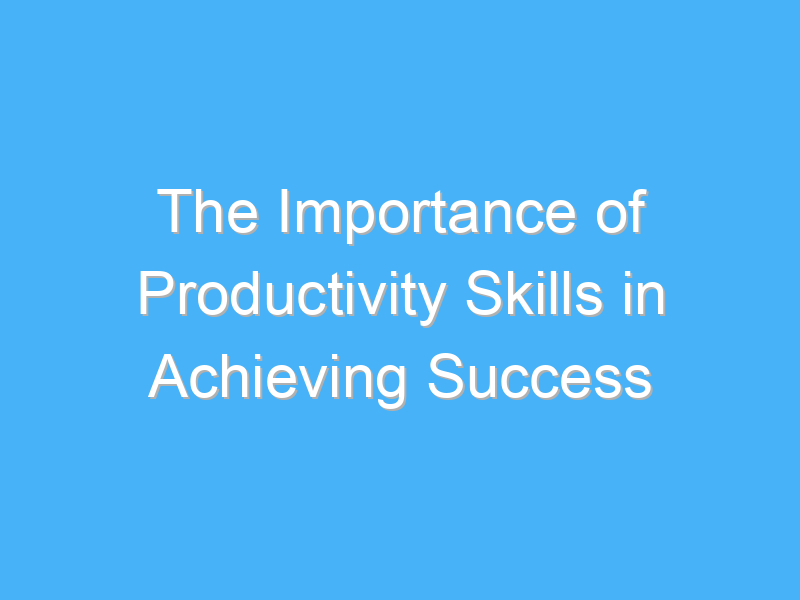 The Importance of
Productivity Skills in
Achieving Success